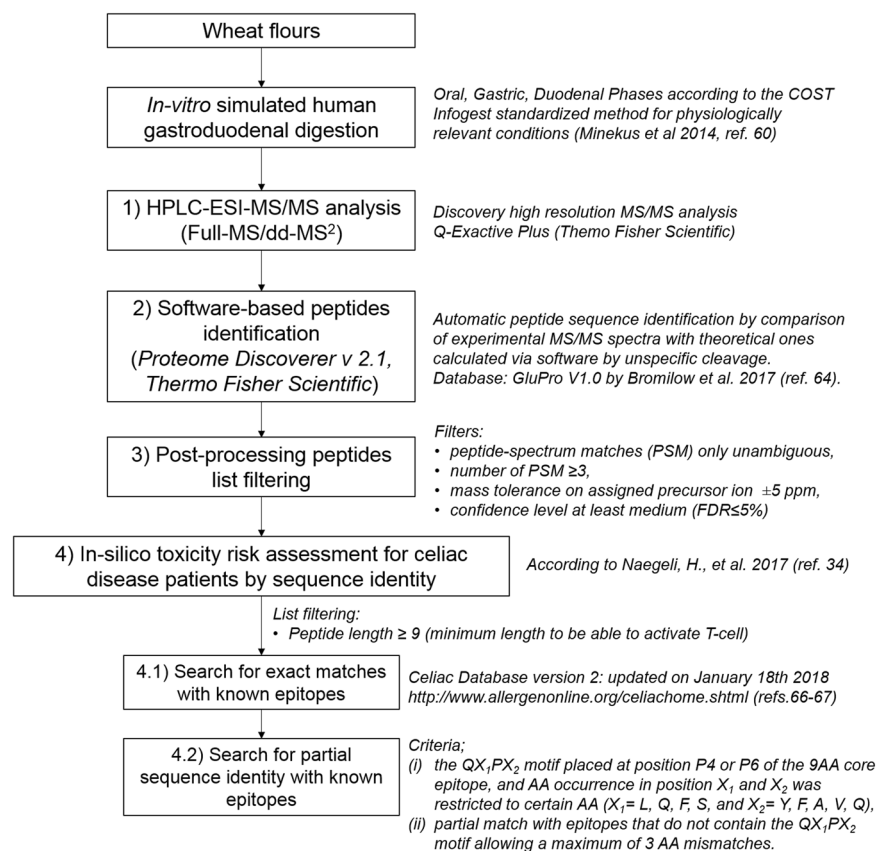 Wheat flours
In-vitro simulated human
gastroduodenal digestion
Oral, Gastric, Duodenal Phases according to the COST
Infogest standardized method for physiologically
relevant conditions (Minekus et al 2014, ref. 60)
1) HPLC-ESI-MS/MS analysis
(Full-MS/dd-MS²)
Discovery high resolution MS/MS analysis
Q-Exactive Plus (Themo Fisher Scientific)
2) Software-based peptides
identification
(Proteome Discoverer v 2.1,
Thermo Fisher Scientific)
Automatic peptide sequence identification by comparison
of experimental MS/MS spectra with theoretical ones
calculated via software by unspecific cleavage.
Database: GluPro V1.0 by Bromilow et al. 2017 (ref. 64).
3) Post-processing peptides
list filtering
Filters:
• peptide-spectrum matches (PSM) only unambiguous,
• number of PSM ≥3,
• mass tolerance on assigned precursor ion ±5 ppm,
• confidence level at least medium (FDR≤5%)
4) In-silico toxicity risk assessment for celiac
disease patients by sequence identity
According to Naegeli, H., et al. 2017 (ref. 34)
List filtering:
• Peptide length ≥ 9 (minimum length to be able to activate T-cell)
4.1) Search for exact matches
with known epitopes
Celiac Database version 2: updated on January 18th 2018
http://www.allergenonline.org/celiachome.shtml (refs.66-67)
4.2) Search for partial
sequence identity with known
epitopes
Criteria;
(i) the QX₁PX₂ motif placed at position P4 or P6 of the 9AA core
epitope, and AA occurrence in position X₁ and X₂ was
restricted to certain AA (X₁= L, Q, F, S, and X₂= Y, F, A, V, Q),
(ii) partial match with epitopes that do not contain the QX₁PX₂
motif allowing a maximum of 3 AA mismatches.